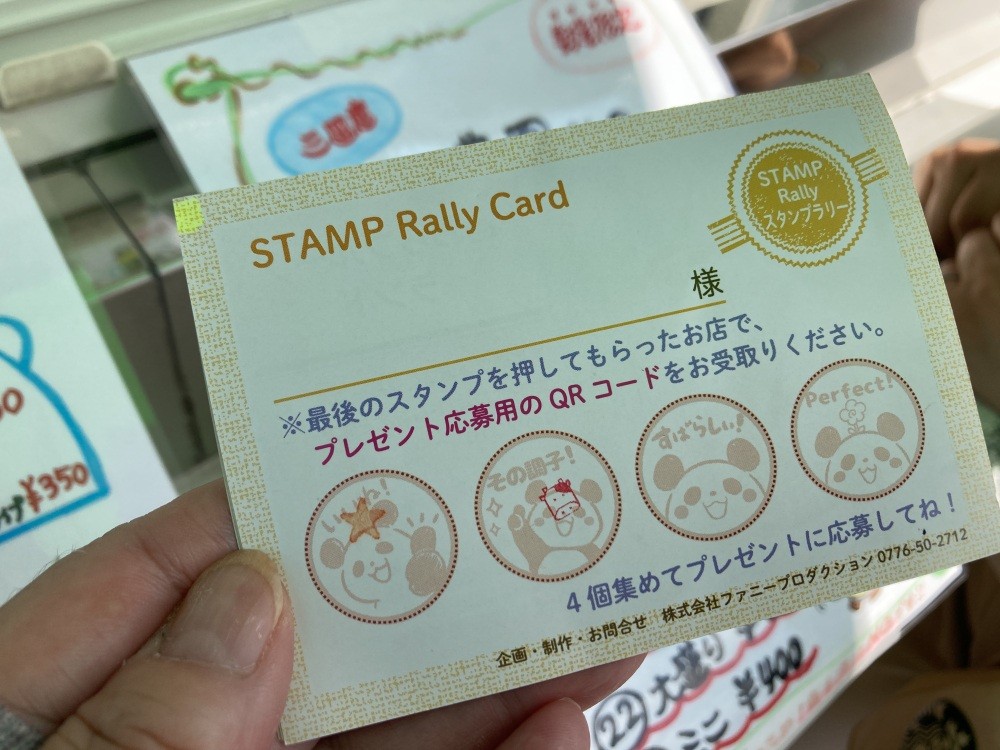 三國産
STAMP Rally Card
STAMP
Rally
スタンプラリー
様
※最後のスタンプを押してもらったお店で、
プレゼント応募用のQRコードをお受取りください。
いいね!
その調子!
すばらしい!
Perfect!
4個集めてプレゼントに応募してね!
企画・制作・お問合せ 株式会社ファニープロダクション 0776-50-2712
¥350
22 大盛り
¥400